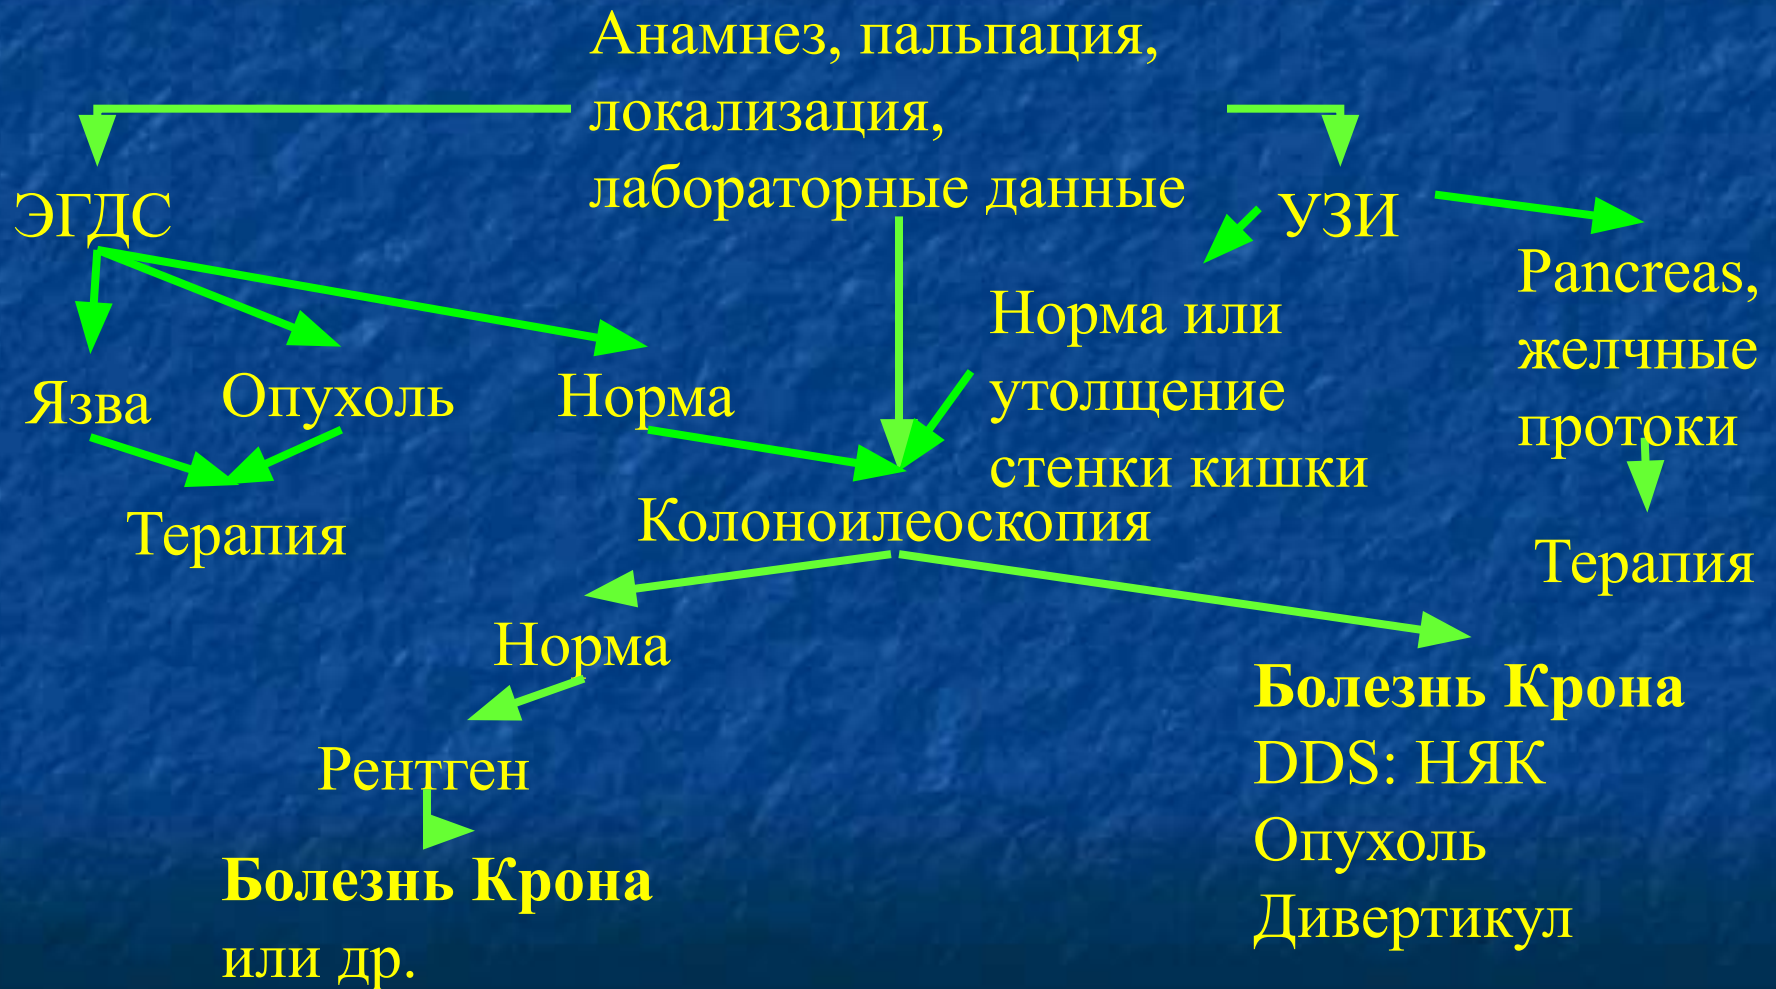 Анамнез, пальпация,
локализация,
лабораторные данные
ЭГДС
УЗИ
Pancreas,
желчные
протоки
Норма или
утолщение
стенки кишки
Язва
Опухоль
Норма
Терапия
Колоноилеоскопия
Терапия
Норма
Болезнь Крона
DDS: НЯК
Опухоль
Дивертикул
Рентген
Болезнь Крона
или др.